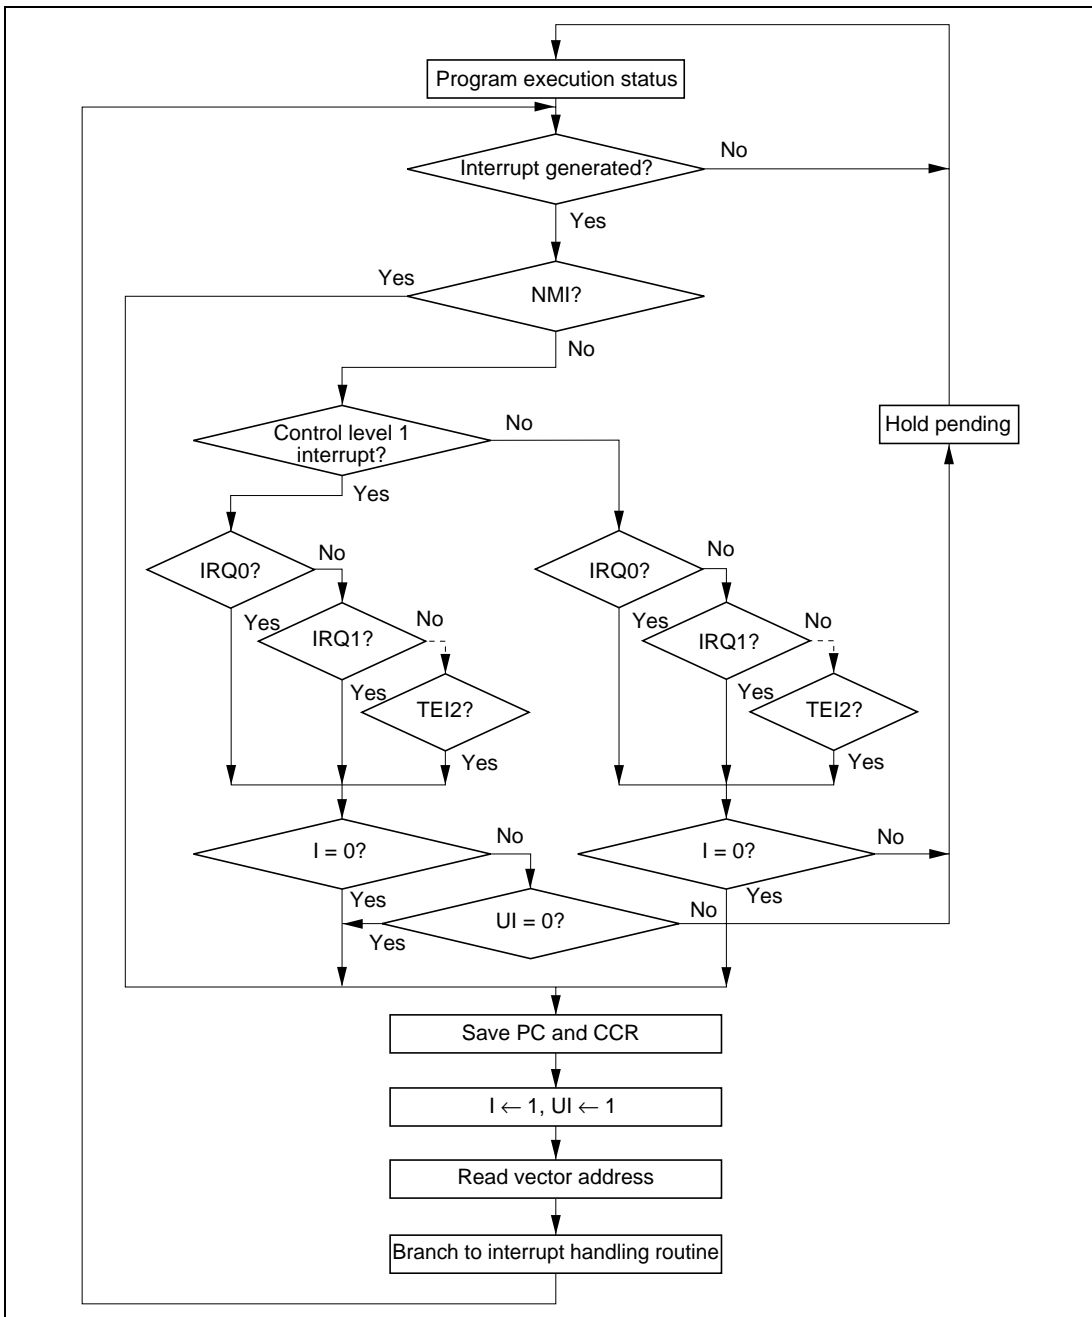 Program execution status
Interrupt generated?
No
Yes
Yes
NMI?
No
Control level 1
interrupt?
No
Hold pending
Yes
IRQ0?
No
IRQ0?
No
Yes
IRQ1?
No
Yes
IRQ1?
No
Yes
TEI2?
Yes
TEI2?
Yes
Yes
I = 0?
No
I = 0?
No
Yes
Yes
UI = 0?
No
Yes
Save PC and CCR
I ← 1, UI ← 1
Read vector address
Branch to interrupt handling routine